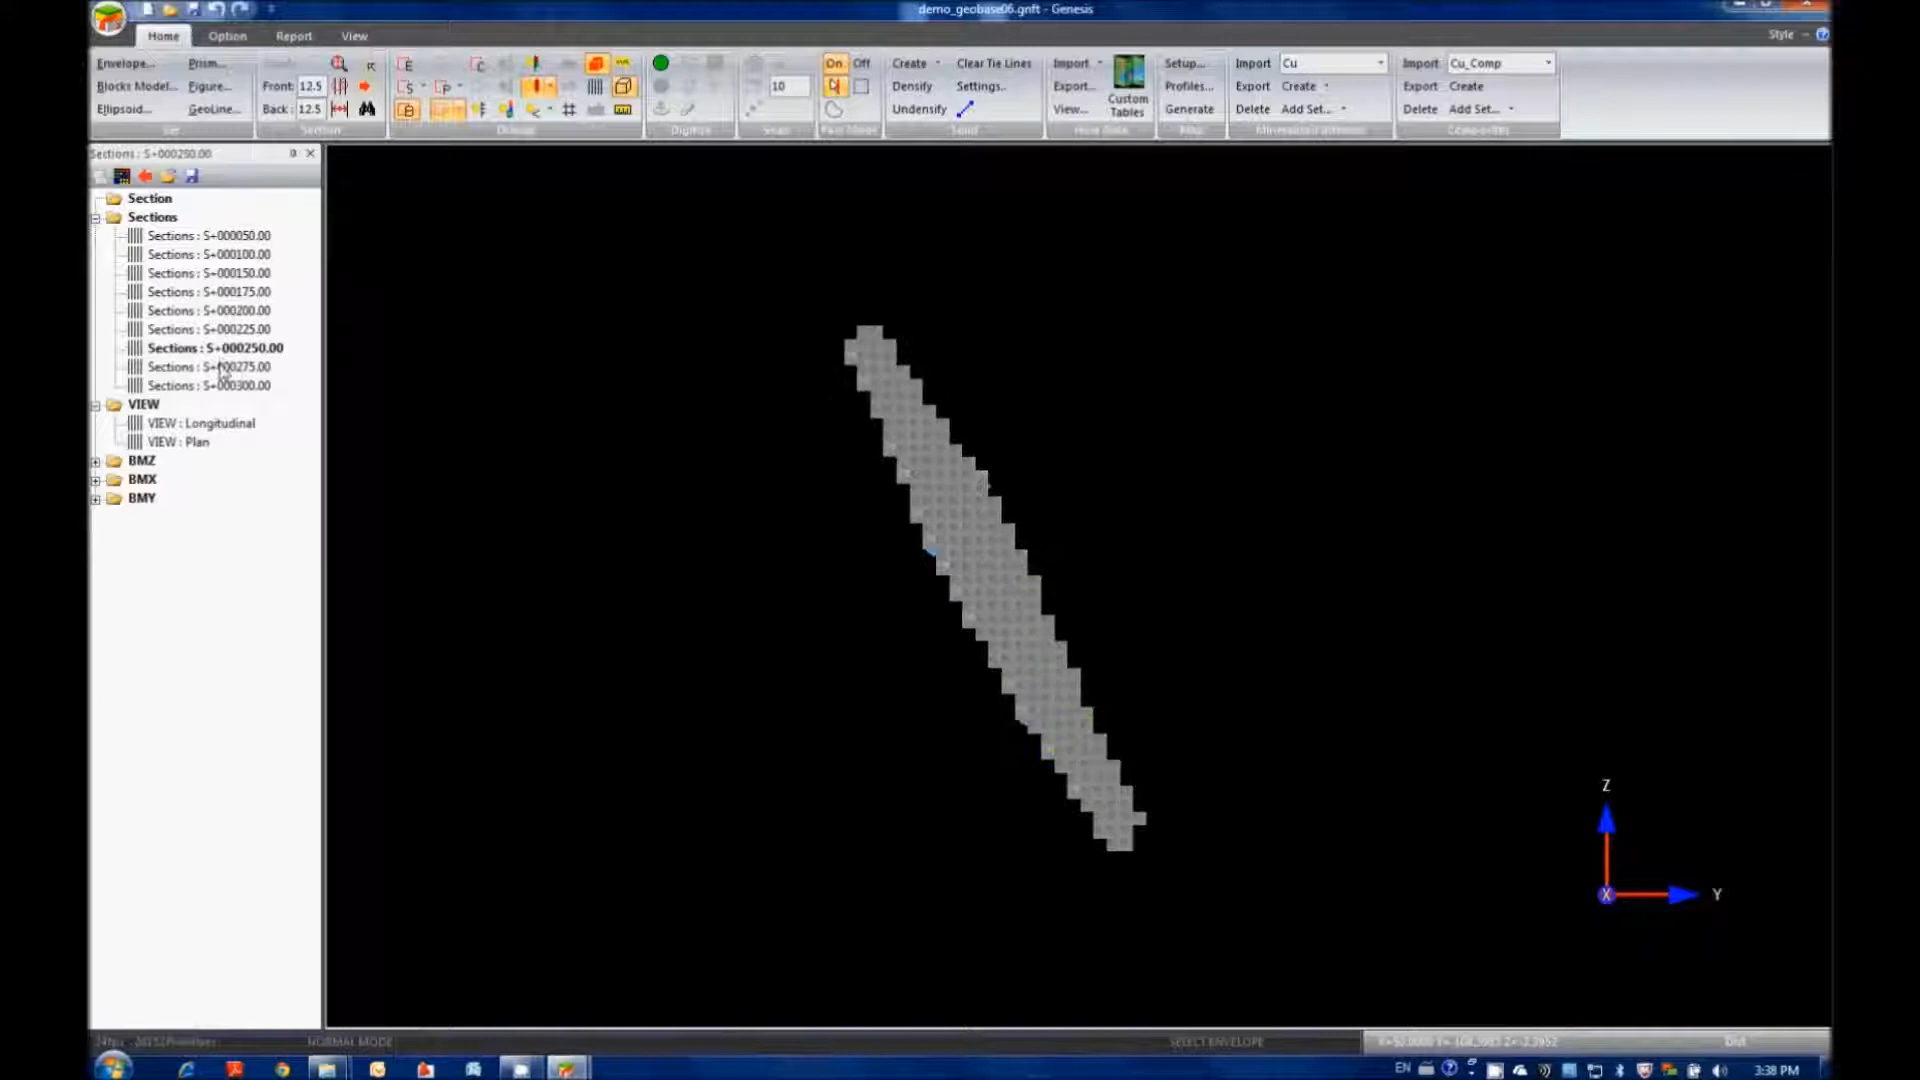 demo_geobase06.gnft - Genesis
Home Option Report View Style
Envelope... Prism...
Blocks Model... Figure...
Ellipsoid... GeoLine...
Front: 12.5
Back: 12.5
Section
10
On Off
Create Clear Tie Lines
Densify Settings..
Undensify
Solid
Import
Export...
View...
Custom
Tables
Setup...
Profiles...
Generate
Import Cu
Export Create
Delete Add Set...
Import Cu_Comp
Export Create
Delete Add Set...
Composites
Sections : S+000250.00
Section
Sections
Sections : S+000050.00
Sections : S+000100.00
Sections : S+000150.00
Sections : S+000175.00
Sections : S+000200.00
Sections : S+000225.00
Sections : S+000250.00
Sections : S+000275.00
Sections : S+000300.00
VIEW
VIEW : Longitudinal
VIEW : Plan
BMZ
BMX
BMY
Z
X
Y
NORMAL MODE
SELECT ENVELOPE
Dist
EN
3:38 PM